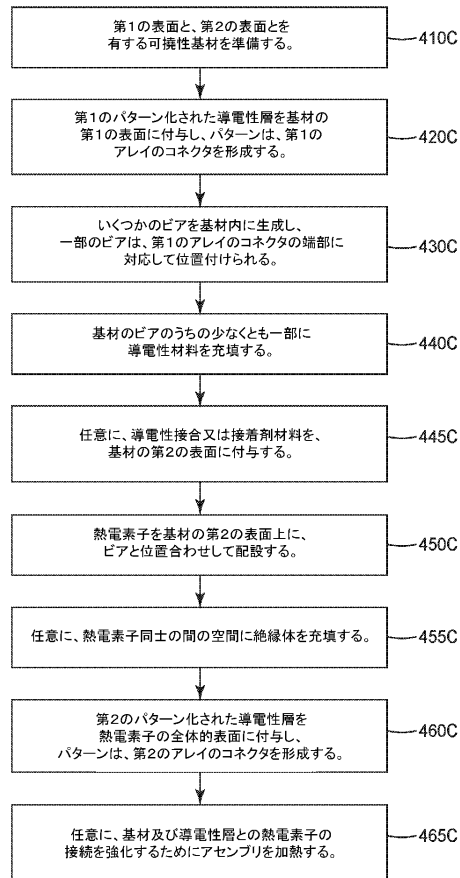 第１の表面と、第２の表面とを
有する可撓性基材を準備する。
410C
第１のパターン化された導電性層を基材の
第１の表面に付与し、パターンは、第１の
アレイのコネクタを形成する。
420C
いくつかのビアを基材内に生成し、
一部のビアは、第１のアレイのコネクタの端部に
対応して位置付けられる。
430C
基材のビアのうちの少なくとも一部に
導電性材料を充填する。
440C
任意に、導電性接合又は接着剤材料を、
基材の第２の表面に付与する。
445C
熱電素子を基材の第２の表面上に、
ビアと位置合わせして配設する。
450C
任意に、熱電素子同士の間の空間に絶縁体を充填する。
455C
第２のパターン化された導電性層を
熱電素子の全体的表面に付与し、
パターンは、第２のアレイのコネクタを形成する。
460C
任意に、基材及び導電性層との熱電素子の
接続を強化するためにアセンブリを加熱する。
465C